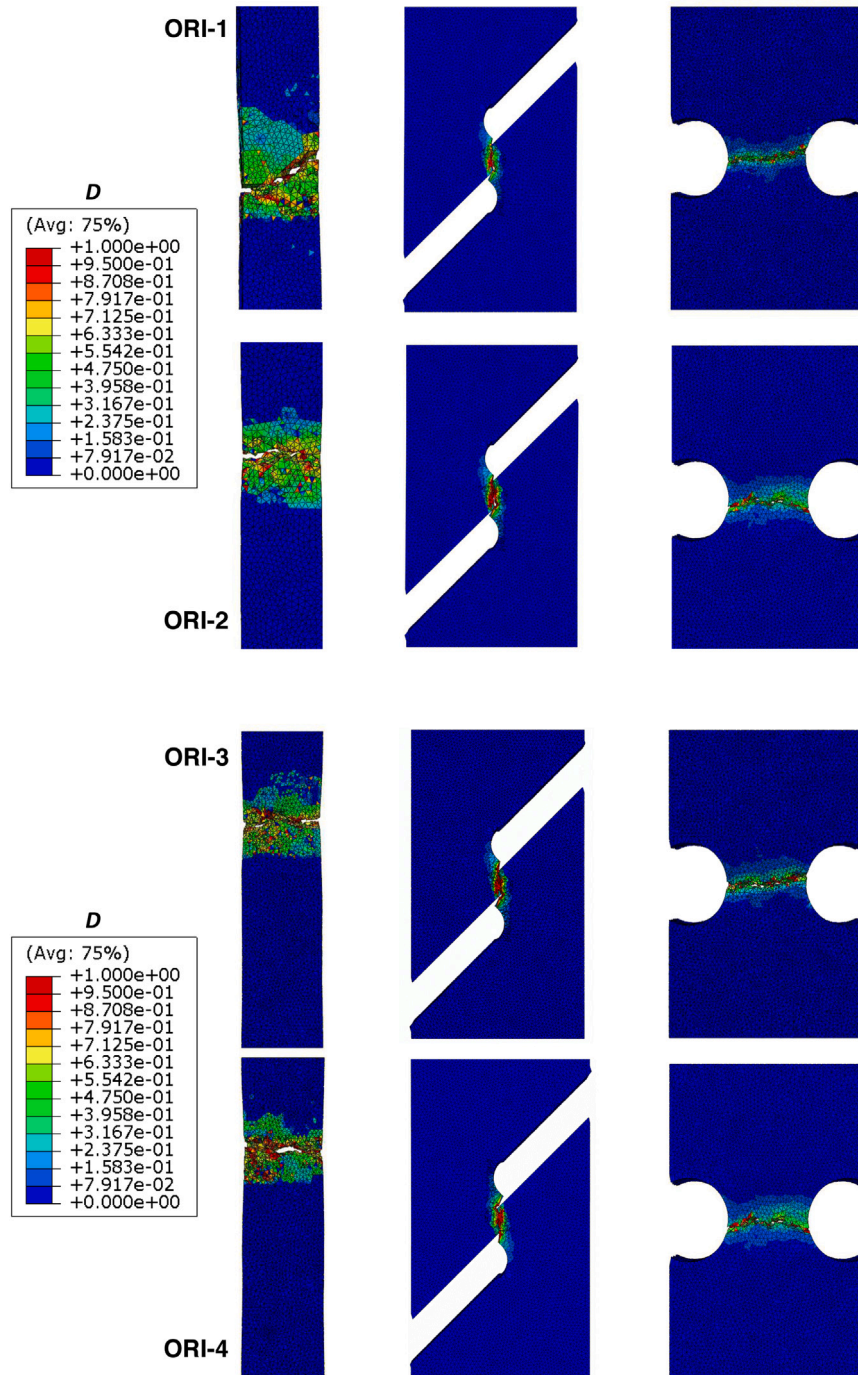 ORI-1
D
(Avg: 75%)
+1.000e+00
+9.500e-01
+8.708e-01
+7.917e-01
+7.125e-01
+6.333e-01
+5.542e-01
+4.750e-01
+3.958e-01
+3.167e-01
+2.375e-01
+1.583e-01
+7.917e-02
+0.000e+00
ORI-2
ORI-3
D
(Avg: 75%)
+1.000e+00
+9.500e-01
+8.708e-01
+7.917e-01
+7.125e-01
+6.333e-01
+5.542e-01
+4.750e-01
+3.958e-01
+3.167e-01
+2.375e-01
+1.583e-01
+7.917e-02
+0.000e+00
ORI-4